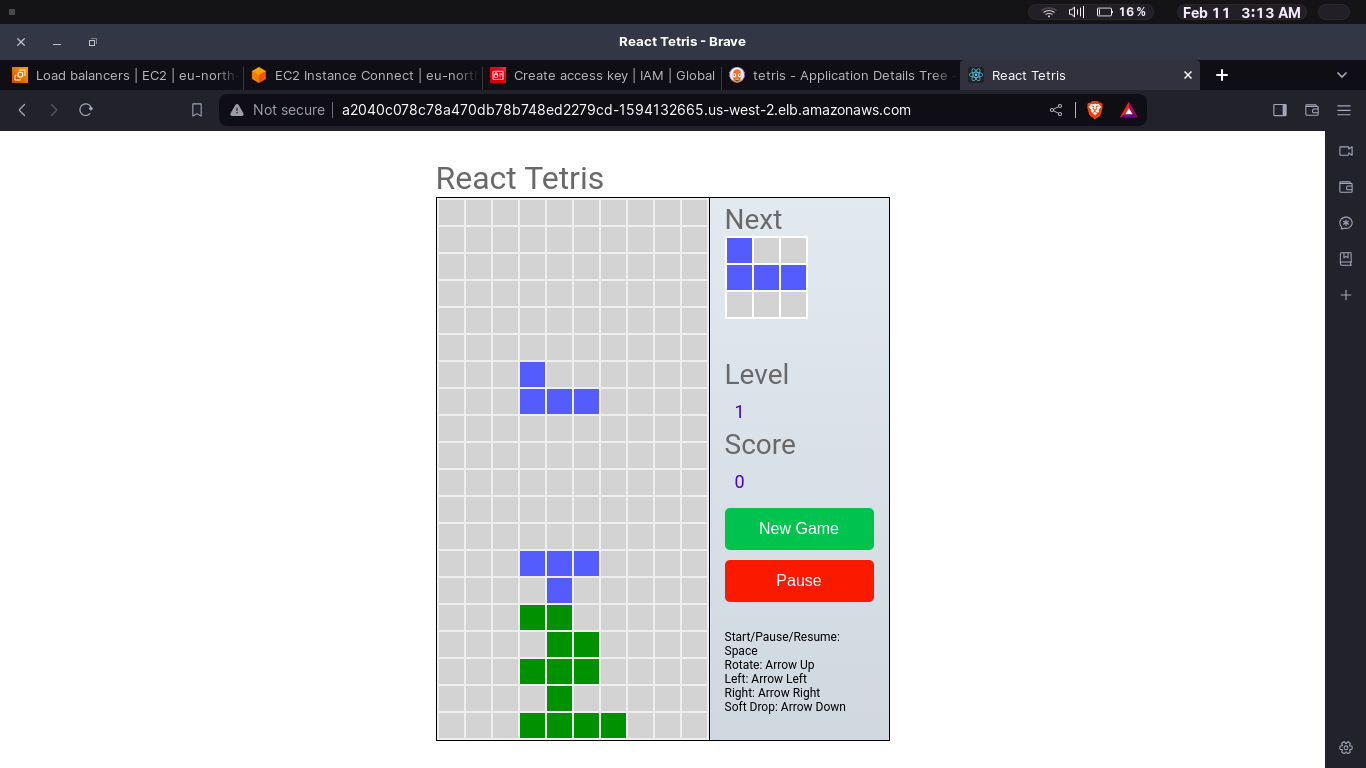 16%
Feb 11 3:13 AM
React Tetris - Brave
Load balancers | EC2 | eu-north-
EC2 Instance Connect | eu-nort
Create access key | IAM | Global
tetris - Application Details Tree -
React Tetris
Not secure
a2040c078c78a470db78b748ed2279cd-1594132665.us-west-2.elb.amazonaws.com
React Tetris
Next
Level
1
Score
0
New Game
Pause
Start/Pause/Resume:
Space
Rotate: Arrow Up
Left: Arrow Left
Right: Arrow Right
Soft Drop: Arrow Down